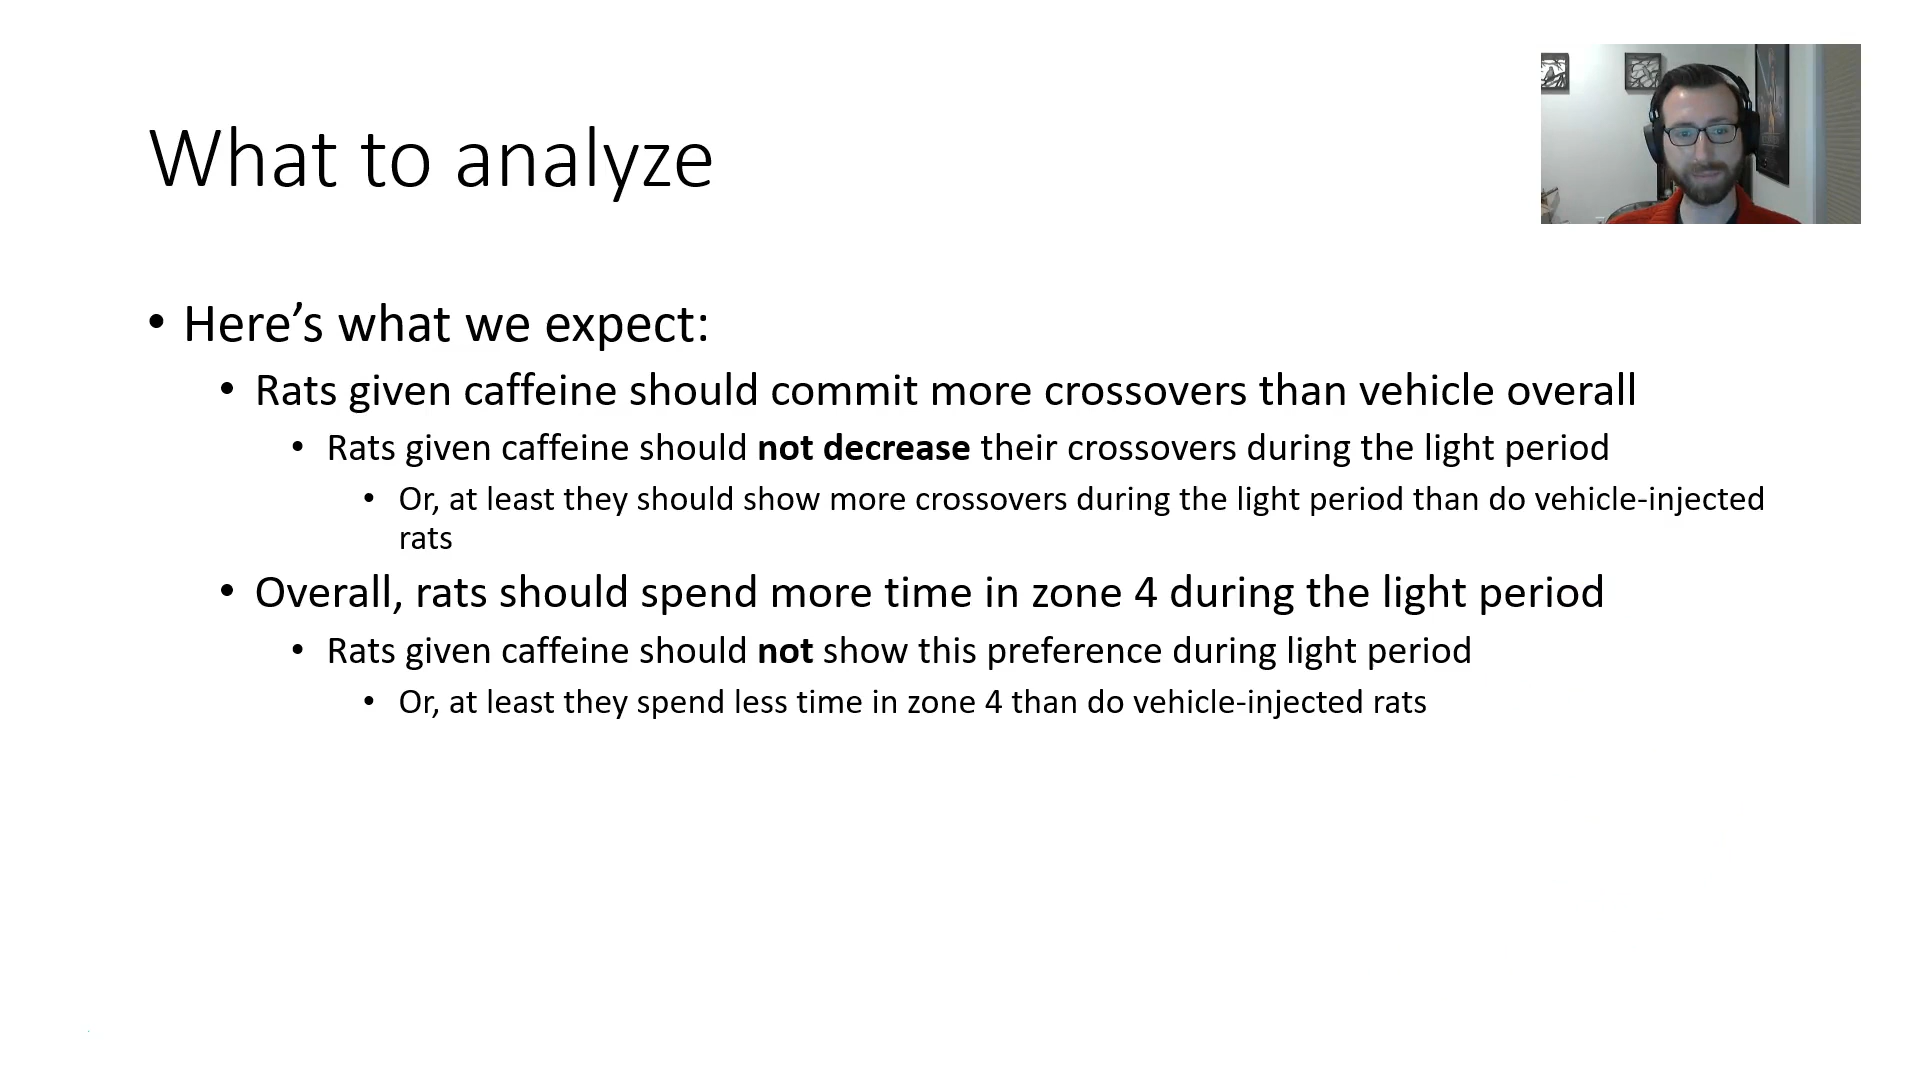 What to analyze
• Here’s what we expect:
• Rats given caffeine should commit more crossovers than vehicle overall
• Rats given caffeine should not decrease their crossovers during the light period
• Or, at least they should show more crossovers during the light period than do vehicle-injected
rats
• Overall, rats should spend more time in zone 4 during the light period
• Rats given caffeine should not show this preference during light period
• Or, at least they spend less time in zone 4 than do vehicle-injected rats